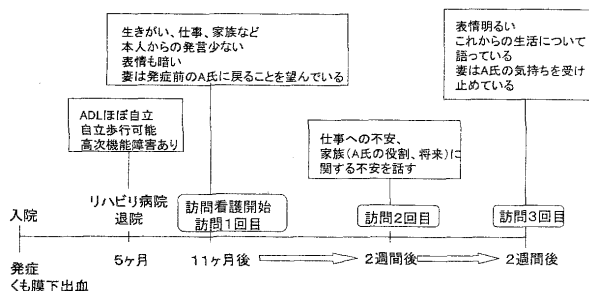 生きがい、仕事、家族など
本人からの発言少ない
表情も暗い
妻は発症前のA氏に戻ることを望んでいる
表情明るい
これからの生活について
語っている
妻はA氏の気持ちを受け
止めている
ADLほぼ自立
自立歩行可能
高次機能障害あり
仕事への不安、
家族(A氏の役割、将来)に
関する不安を話す
入院
リハビリ病院
退院
訪問看護開始
訪問1回目
訪問2回目
訪問3回目
発症
くも膜下出血
5ヶ月
11ヶ月後
2週間後
2週間後